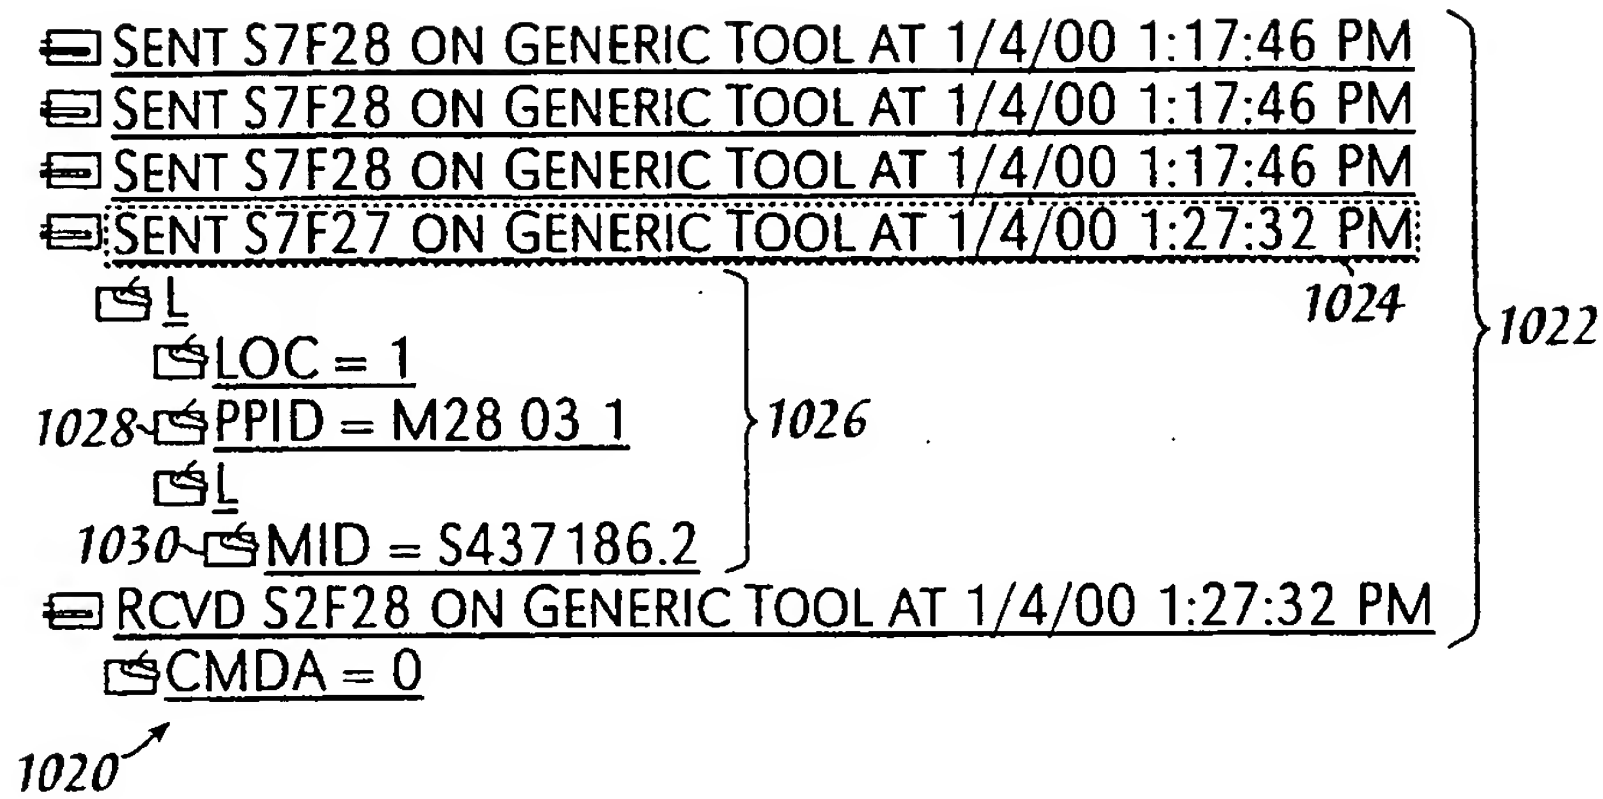 SENT S7F28 ON GENERIC TOOL AT 1/4/00 1:17:46 PM
SENT S7F28 ON GENERIC TOOL AT 1/4/00 1:17:46 PM
SENT S7F28 ON GENERIC TOOL AT 1/4/00 1:17:46 PM
SENT S7F27 ON GENERIC TOOL AT 1/4/00 1:27:32 PM
L
1024
1022
LOC = 1
1028 PPID = M28 03 1
1026
L
1030 MID = S437186.2
RCVD S2F28 ON GENERIC TOOL AT 1/4/00 1:27:32 PM
CMDA = 0
1020